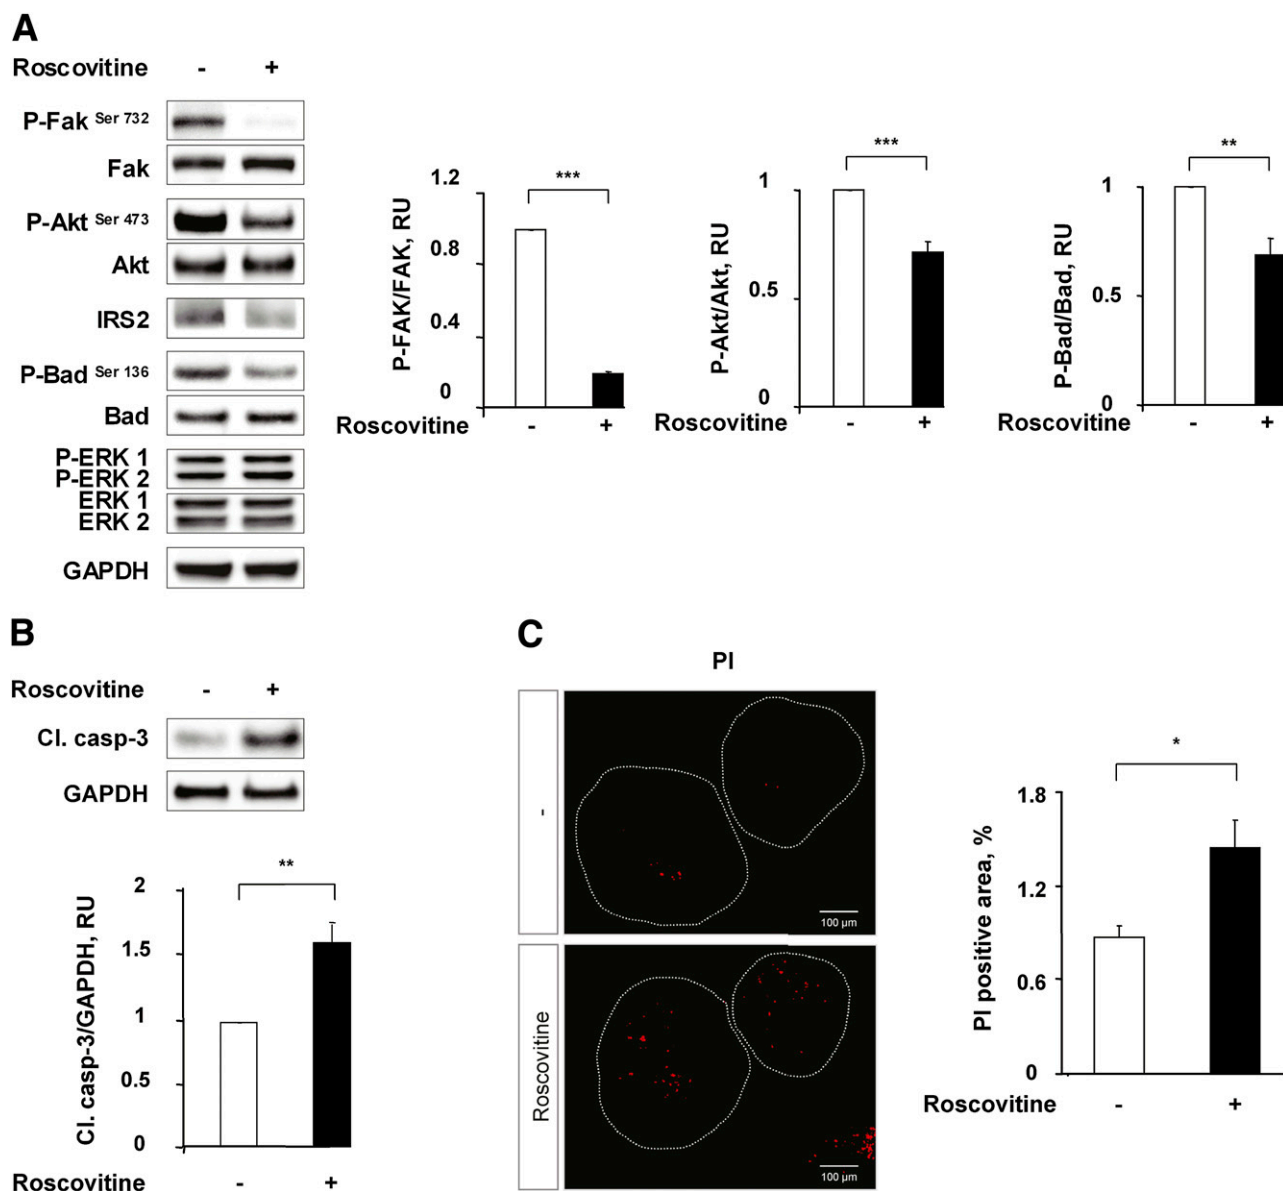 A
Roscovitine - +
P-Fak Ser 732
Fak
P-Akt Ser 473
Akt
IRS2
P-Bad Ser 136
Bad
P-ERK 1
P-ERK 2
ERK 1
ERK 2
GAPDH
P-FAK/FAK, RU
1.2
0.8
0.4
0
***
Roscovitine - +
P-Akt/Akt, RU
1
0.5
0
***
Roscovitine - +
P-Bad/Bad, RU
1
0.5
0
**
Roscovitine - +
B
Roscovitine - +
Cl. casp-3
GAPDH
Cl. casp-3/GAPDH, RU
2
1.5
1
0.5
0
**
Roscovitine - +
C
PI
-
100 µm
Roscovitine
100 µm
PI positive area, %
1.8
1.2
0.6
0
*
Roscovitine - +